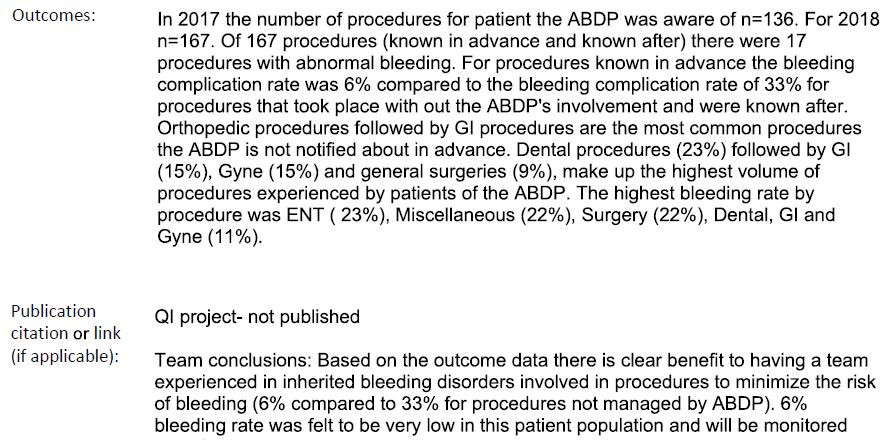 Outcomes:
In 2017 the number of procedures for patient the ABDP was aware of n=136. For 2018
n=167. Of 167 procedures (known in advance and known after) there were 17
procedures with abnormal bleeding. For procedures known in advance the bleeding
complication rate was 6% compared to the bleeding complication rate of 33% for
procedures that took place with out the ABDP's involvement and were known after.
Orthopedic procedures followed by GI procedures are the most common procedures
the ABDP is not notified about in advance. Dental procedures (23%) followed by GI
(15%), Gyne (15%) and general surgeries (9%), make up the highest volume of
procedures experienced by patients of the ABDP. The highest bleeding rate by
procedure was ENT ( 23%), Miscellaneous (22%), Surgery (22%), Dental, GI and
Gyne (11%).
Publication
citation or link
(if applicable):
QI project- not published
Team conclusions: Based on the outcome data there is clear benefit to having a team
experienced in inherited bleeding disorders involved in procedures to minimize the risk
of bleeding (6% compared to 33% for procedures not managed by ABDP). 6%
bleeding rate was felt to be very low in this patient population and will be monitored